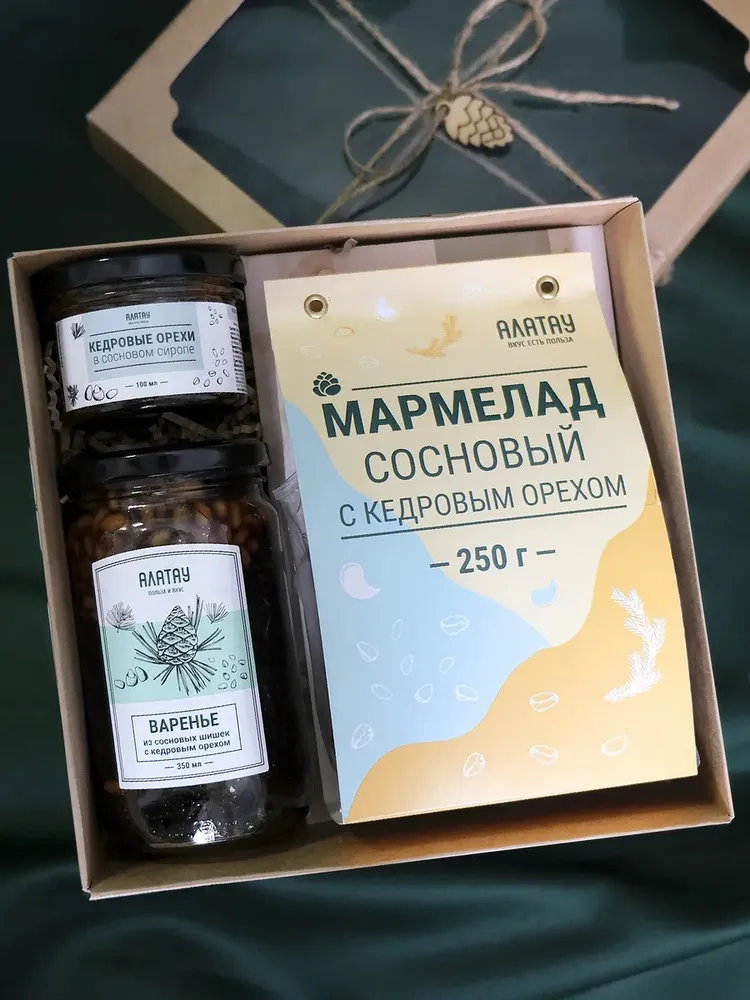 АЛАТАУ
КЕДРОВЫЕ ОРЕХИ
в сосновом сиропе
— 100 мл —
АЛАТАУ
ПОЛЬЗА И ВКУС
ВАРЕНЬЕ
из сосновых шишек
с кедровым орехом
— 350 мл —
АЛАТАУ
ВКУС ЕСТЬ ПОЛЬЗА
МАРМЕЛАД
СОСНОВЫЙ
С КЕДРОВЫМ ОРЕХОМ
— 250 г —